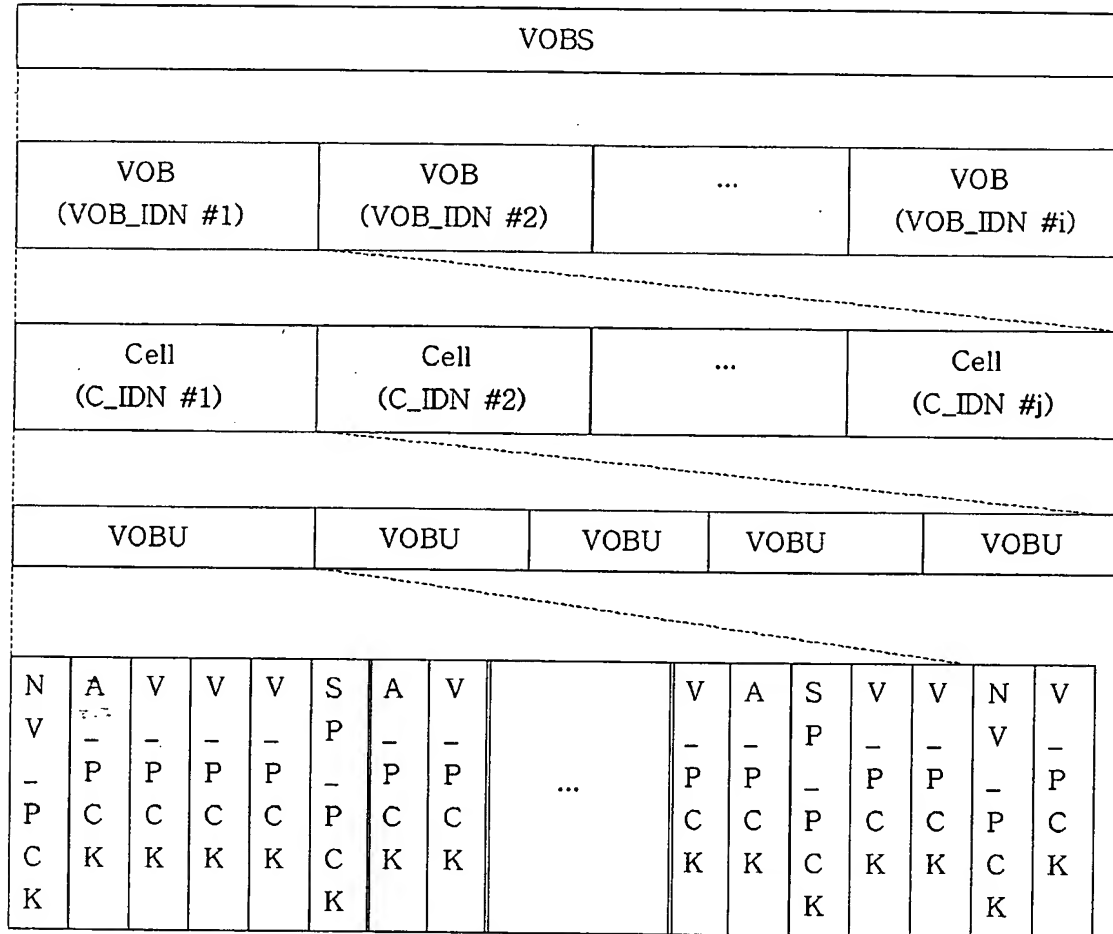 VOBS
VOB VOB ... VOB
(VOB_IDN #1) (VOB_IDN #2) (VOB_IDN #i)
Cell Cell ... Cell
(C_IDN #1) (C_IDN #2) (C_IDN #j)
VOBU VOBU VOBU VOBU VOBU
NV_PCK A_PCK V_PCK V_PCK V_PCK SP_PCK A_PCK V_PCK ... V_PCK A_PCK SP_PCK V_PCK V_PCK NV_PCK V_PCK